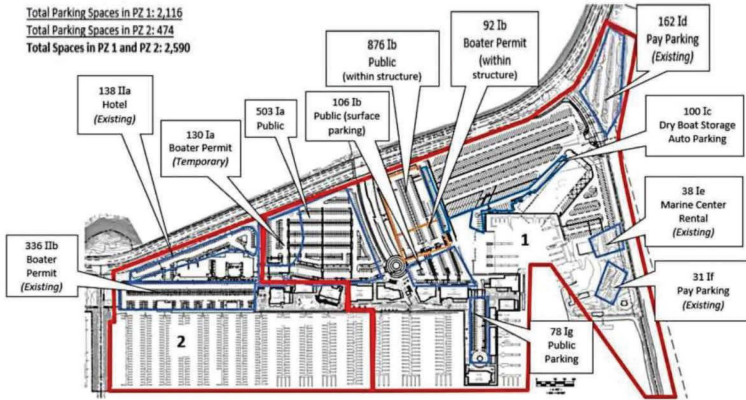 Total Parking Spaces in PZ 1: 2,116
Total Parking Spaces in PZ 2: 474
Total Spaces in PZ 1 and PZ 2: 2,590
138 IIa
Hotel
(Existing)
130 Ia
Boater Permit
(Temporary)
503 Ia
Public
106 Ib
Public (surface
parking)
876 Ib
Public
(within structure)
92 Ib
Boater Permit
(within
structure)
162 Id
Pay Parking
(Existing)
100 Ic
Dry Boat Storage
Auto Parking
38 Ie
Marine Center
Rental
(Existing)
31 If
Pay Parking
(Existing)
336 IIb
Boater
Permit
(Existing)
78 Ig
Public
Parking
1
2